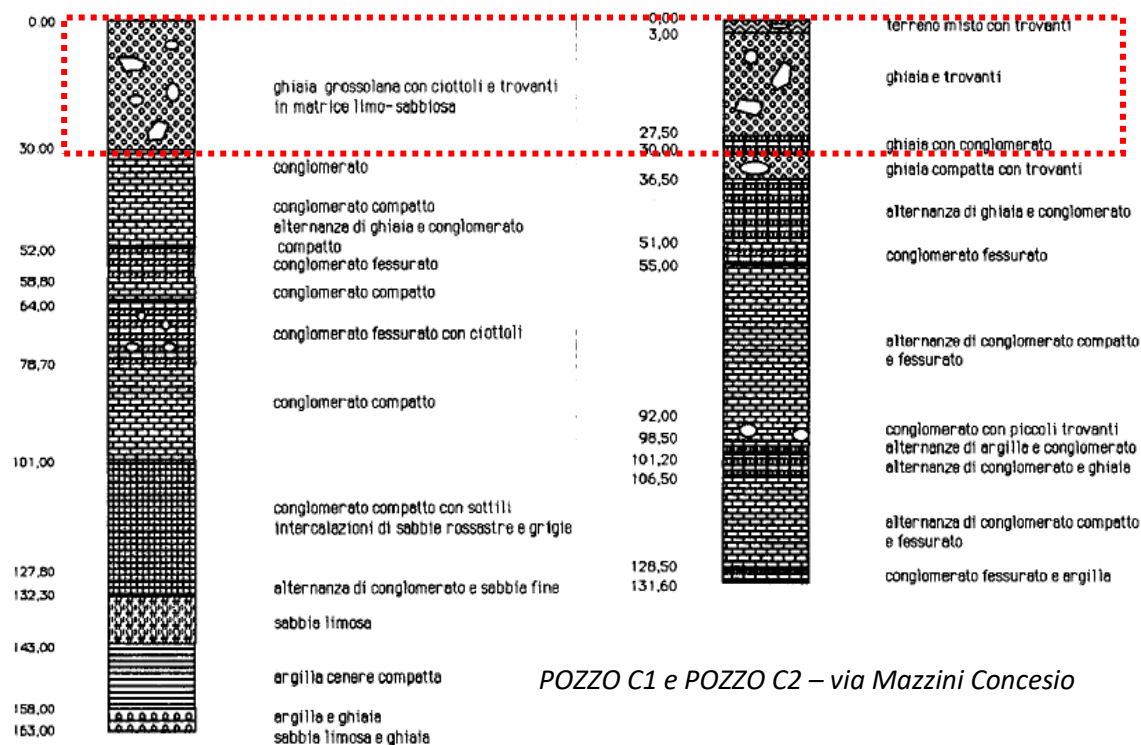 0.00
ghiaia grossolana con ciottoli e trovanti
in matrice limo-sabbiosa
30.00
conglomerato
conglomerato compatto
alternanza di ghiaia e conglomerato
compatto
52,00
conglomerato fessurato
58,80
conglomerato compatto
64,00
conglomerato fessurato con ciottoli
78,70
conglomerato compatto
101,00
conglomerato compatto con sottili
intercalazioni di sabbia rossastre e grigia
127,80
alternanza di conglomerato e sabbia fine
132,30
sabbia limosa
143,00
argilla cenere compatta
158,00
argilla e ghiaia
163,00
sabbia limosa e ghiaia
0,00
terreno misto con trovanti
3,00
ghiaia e trovanti
27,50
ghiaia con conglomerato
30,00
ghiaia compatta con trovanti
36,50
alternanza di ghiaia e conglomerato
51,00
conglomerato fessurato
55,00
alternanze di conglomerato compatto
e fessurato
92,00
conglomerato con piccoli trovanti
98,50
alternanze di argilla e conglomerato
101,20
alternanze di conglomerato e ghiaia
106,50
alternanza di conglomerato compatto
e fessurato
128,50
conglomerato fessurato e argilla
131,60
POZZO C1 e POZZO C2 – via Mazzini Concesio